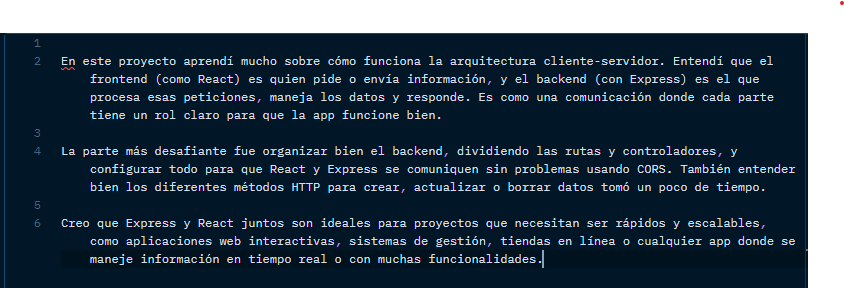 1
2 En este proyecto aprendí mucho sobre cómo funciona la arquitectura cliente-servidor. Entendí que el
frontend (como React) es quien pide o envía información, y el backend (con Express) es el que
procesa esas peticiones, maneja los datos y responde. Es como una comunicación donde cada parte
tiene un rol claro para que la app funcione bien.
3
4 La parte más desafiante fue organizar bien el backend, dividiendo las rutas y controladores, y
configurar todo para que React y Express se comuniquen sin problemas usando CORS. También entender
bien los diferentes métodos HTTP para crear, actualizar o borrar datos tomó un poco de tiempo.
5
6 Creo que Express y React juntos son ideales para proyectos que necesitan ser rápidos y escalables,
como aplicaciones web interactivas, sistemas de gestión, tiendas en línea o cualquier app donde se
maneje información en tiempo real o con muchas funcionalidades.